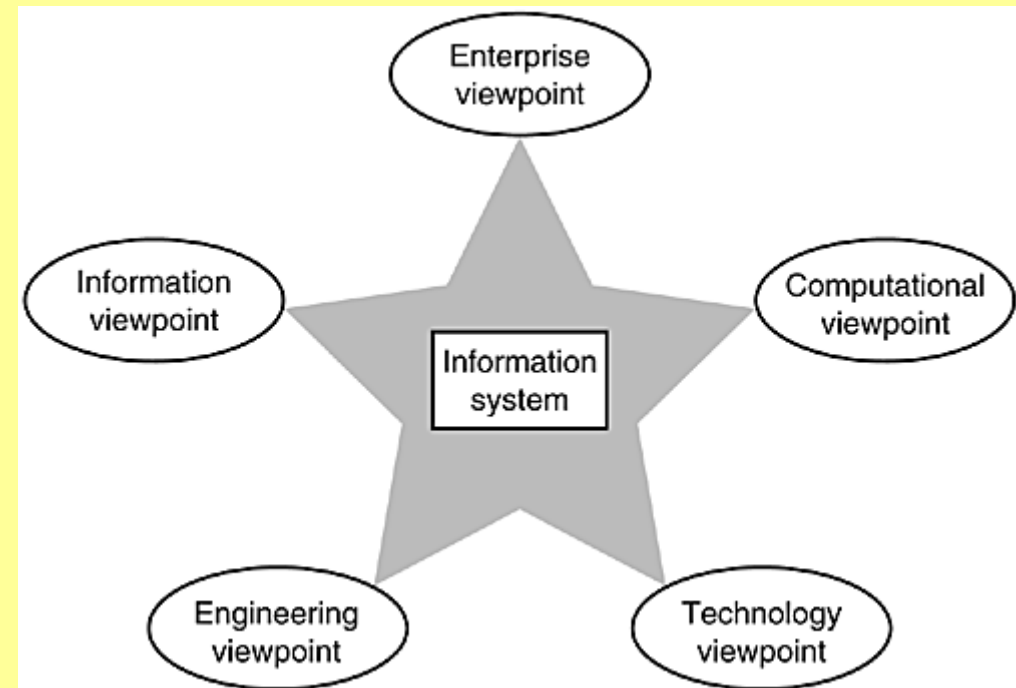 Enterprise
viewpoint
Information
viewpoint
Computational
viewpoint
Information
system
Engineering
viewpoint
Technology
viewpoint